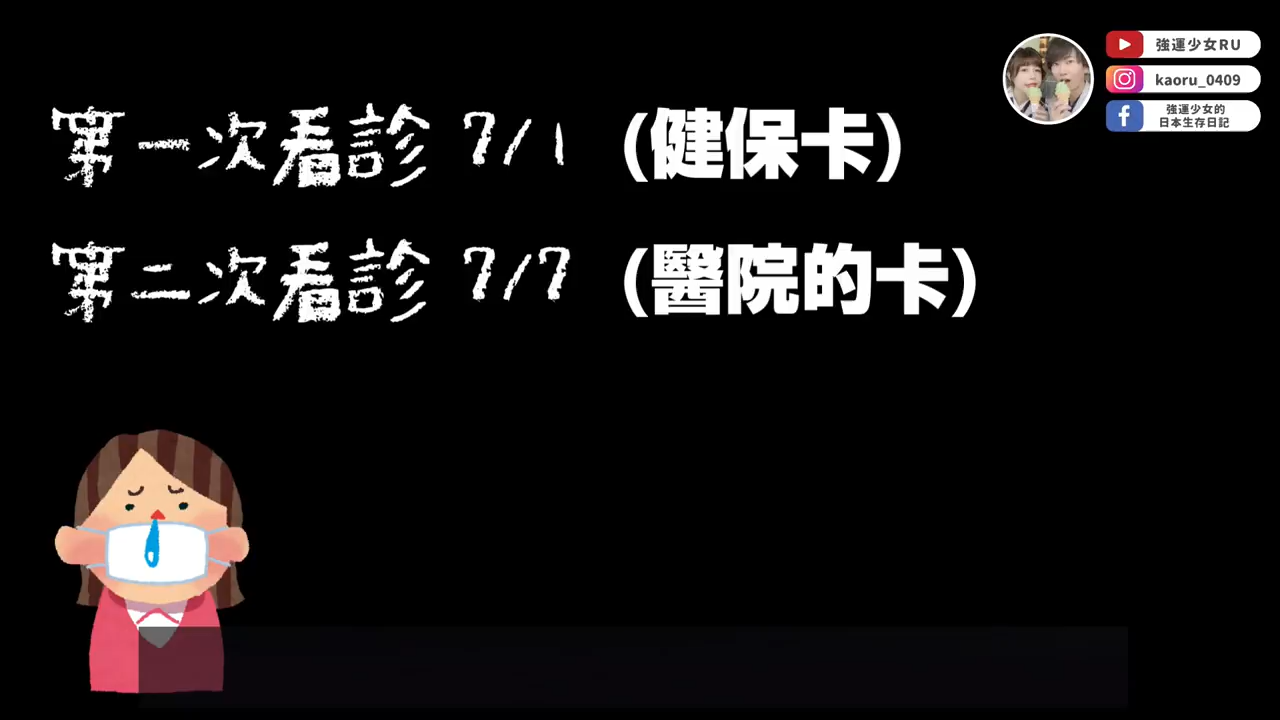 第一次看診 7/1 (健保卡)
第二次看診 7/7 (醫院的卡)
強運少女RU
kaoru_0409
強運少女的
日本生存日記